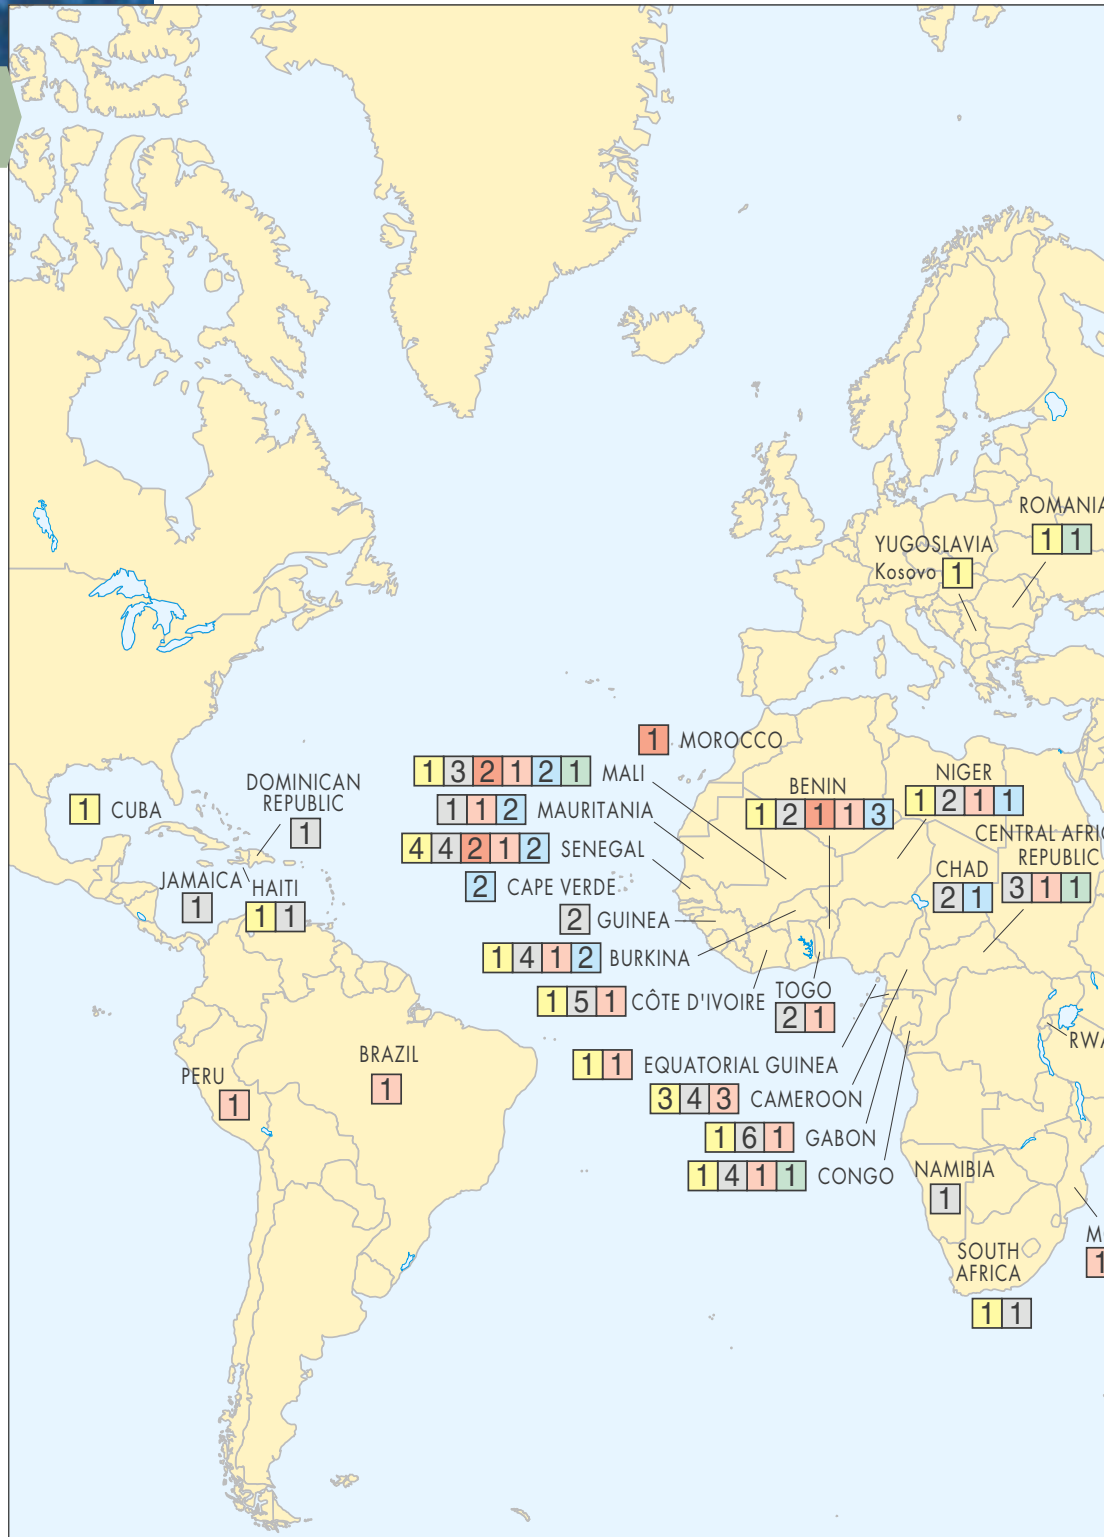 ROMANIA
1 1
YUGOSLAVIA
Kosovo 1
1 MOROCCO
1 3 2 1 2 1 MALI
1 1 2 MAURITANIA
4 4 2 1 2 SENEGAL
2 CAPE VERDE
2 GUINEA
1 4 1 2 BURKINA
1 5 1 CÔTE D'IVOIRE
BENIN
1 2 1 1 3
NIGER
1 2 1 1
CENTRAL AFRIC
REPUBLIC
3 1 1
CHAD
2 1
TOGO
2 1
1 CUBA
DOMINICAN
REPUBLIC
1
JAMAICA
1
HAITI
1 1
1 1 EQUATORIAL GUINEA
3 4 3 CAMEROON
1 6 1 GABON
1 4 1 1 CONGO
RWA
BRAZIL
1
PERU
1
NAMIBIA
1
SOUTH
AFRICA
1 1
M
1